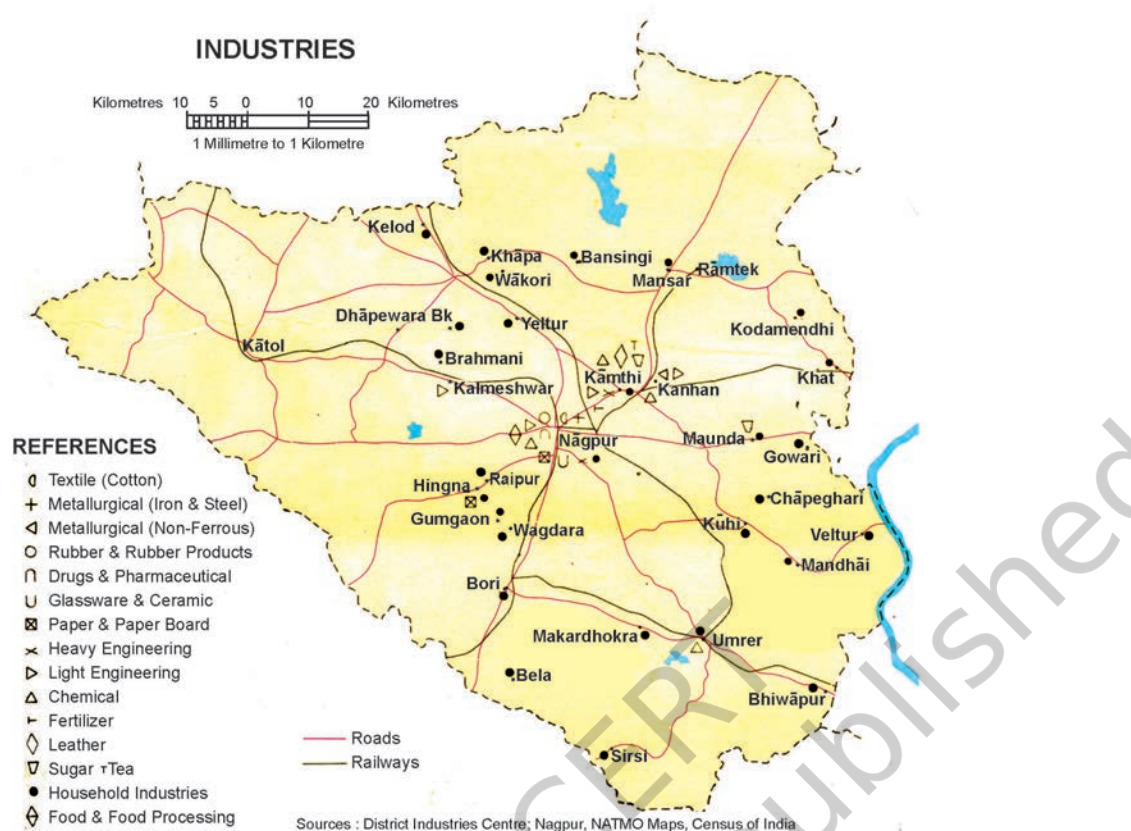 INDUSTRIES
Kilometres 10 5 0 10 20 Kilometres
1 Millimetre to 1 Kilometre
Kelod
Khāpa
Bansingi
Wākori
Mansar
Rāmtek
Dhāpewara Bk
Yeltur
Kodamendhi
Kātol
Brahmani
Kalmeshwar
Kāmthi
Kanhan
Khat
Nāgpur
Maunda
Gowari
Hingna
Raipur
Gumgaon
Wagdara
Chāpeghari
Kūhi
Veltur
Mandhāi
Bori
Makardhokra
Umrer
Bela
Bhiwāpur
Sirsi
REFERENCES
Textile (Cotton)
Metallurgical (Iron & Steel)
Metallurgical (Non-Ferrous)
Rubber & Rubber Products
Drugs & Pharmaceutical
Glassware & Ceramic
Paper & Paper Board
Heavy Engineering
Light Engineering
Chemical
Fertilizer
Leather
Sugar Tea
Household Industries
Food & Food Processing
Roads
Railways
Sources : District Industries Centre; Nagpur, NATMO Maps, Census of India